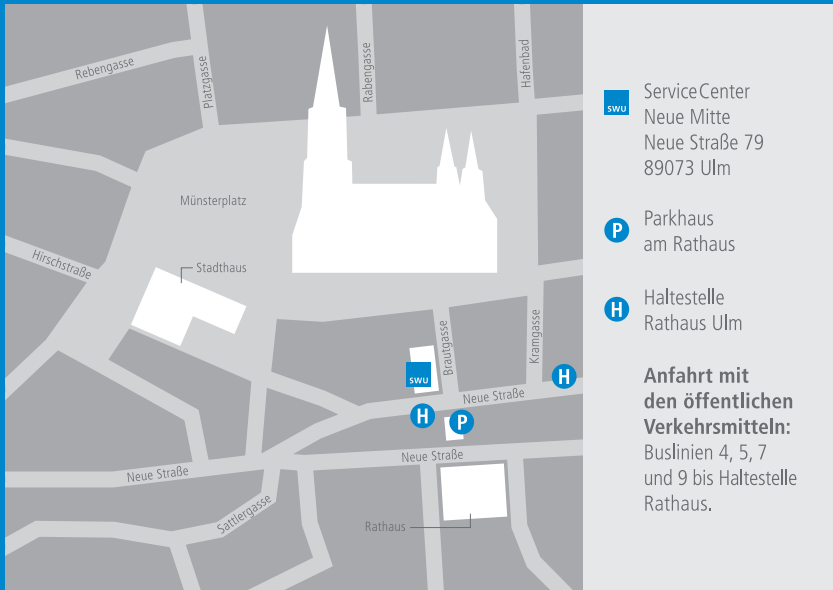 Rebengasse
Platzgasse
Rabengasse
Hafenbad
Münsterplatz
Hirschstraße
Stadthaus
Brautgasse
Kramgasse
swu
H
Neue Straße
H
P
Neue Straße
Neue Straße
Sattlergasse
Rathaus
swu
ServiceCenter
Neue Mitte
Neue Straße 79
89073 Ulm
P
Parkhaus
am Rathaus
H
Haltestelle
Rathaus Ulm
Anfahrt mit
den öffentlichen
Verkehrsmitteln:
Buslinien 4, 5, 7
und 9 bis Haltestelle
Rathaus.